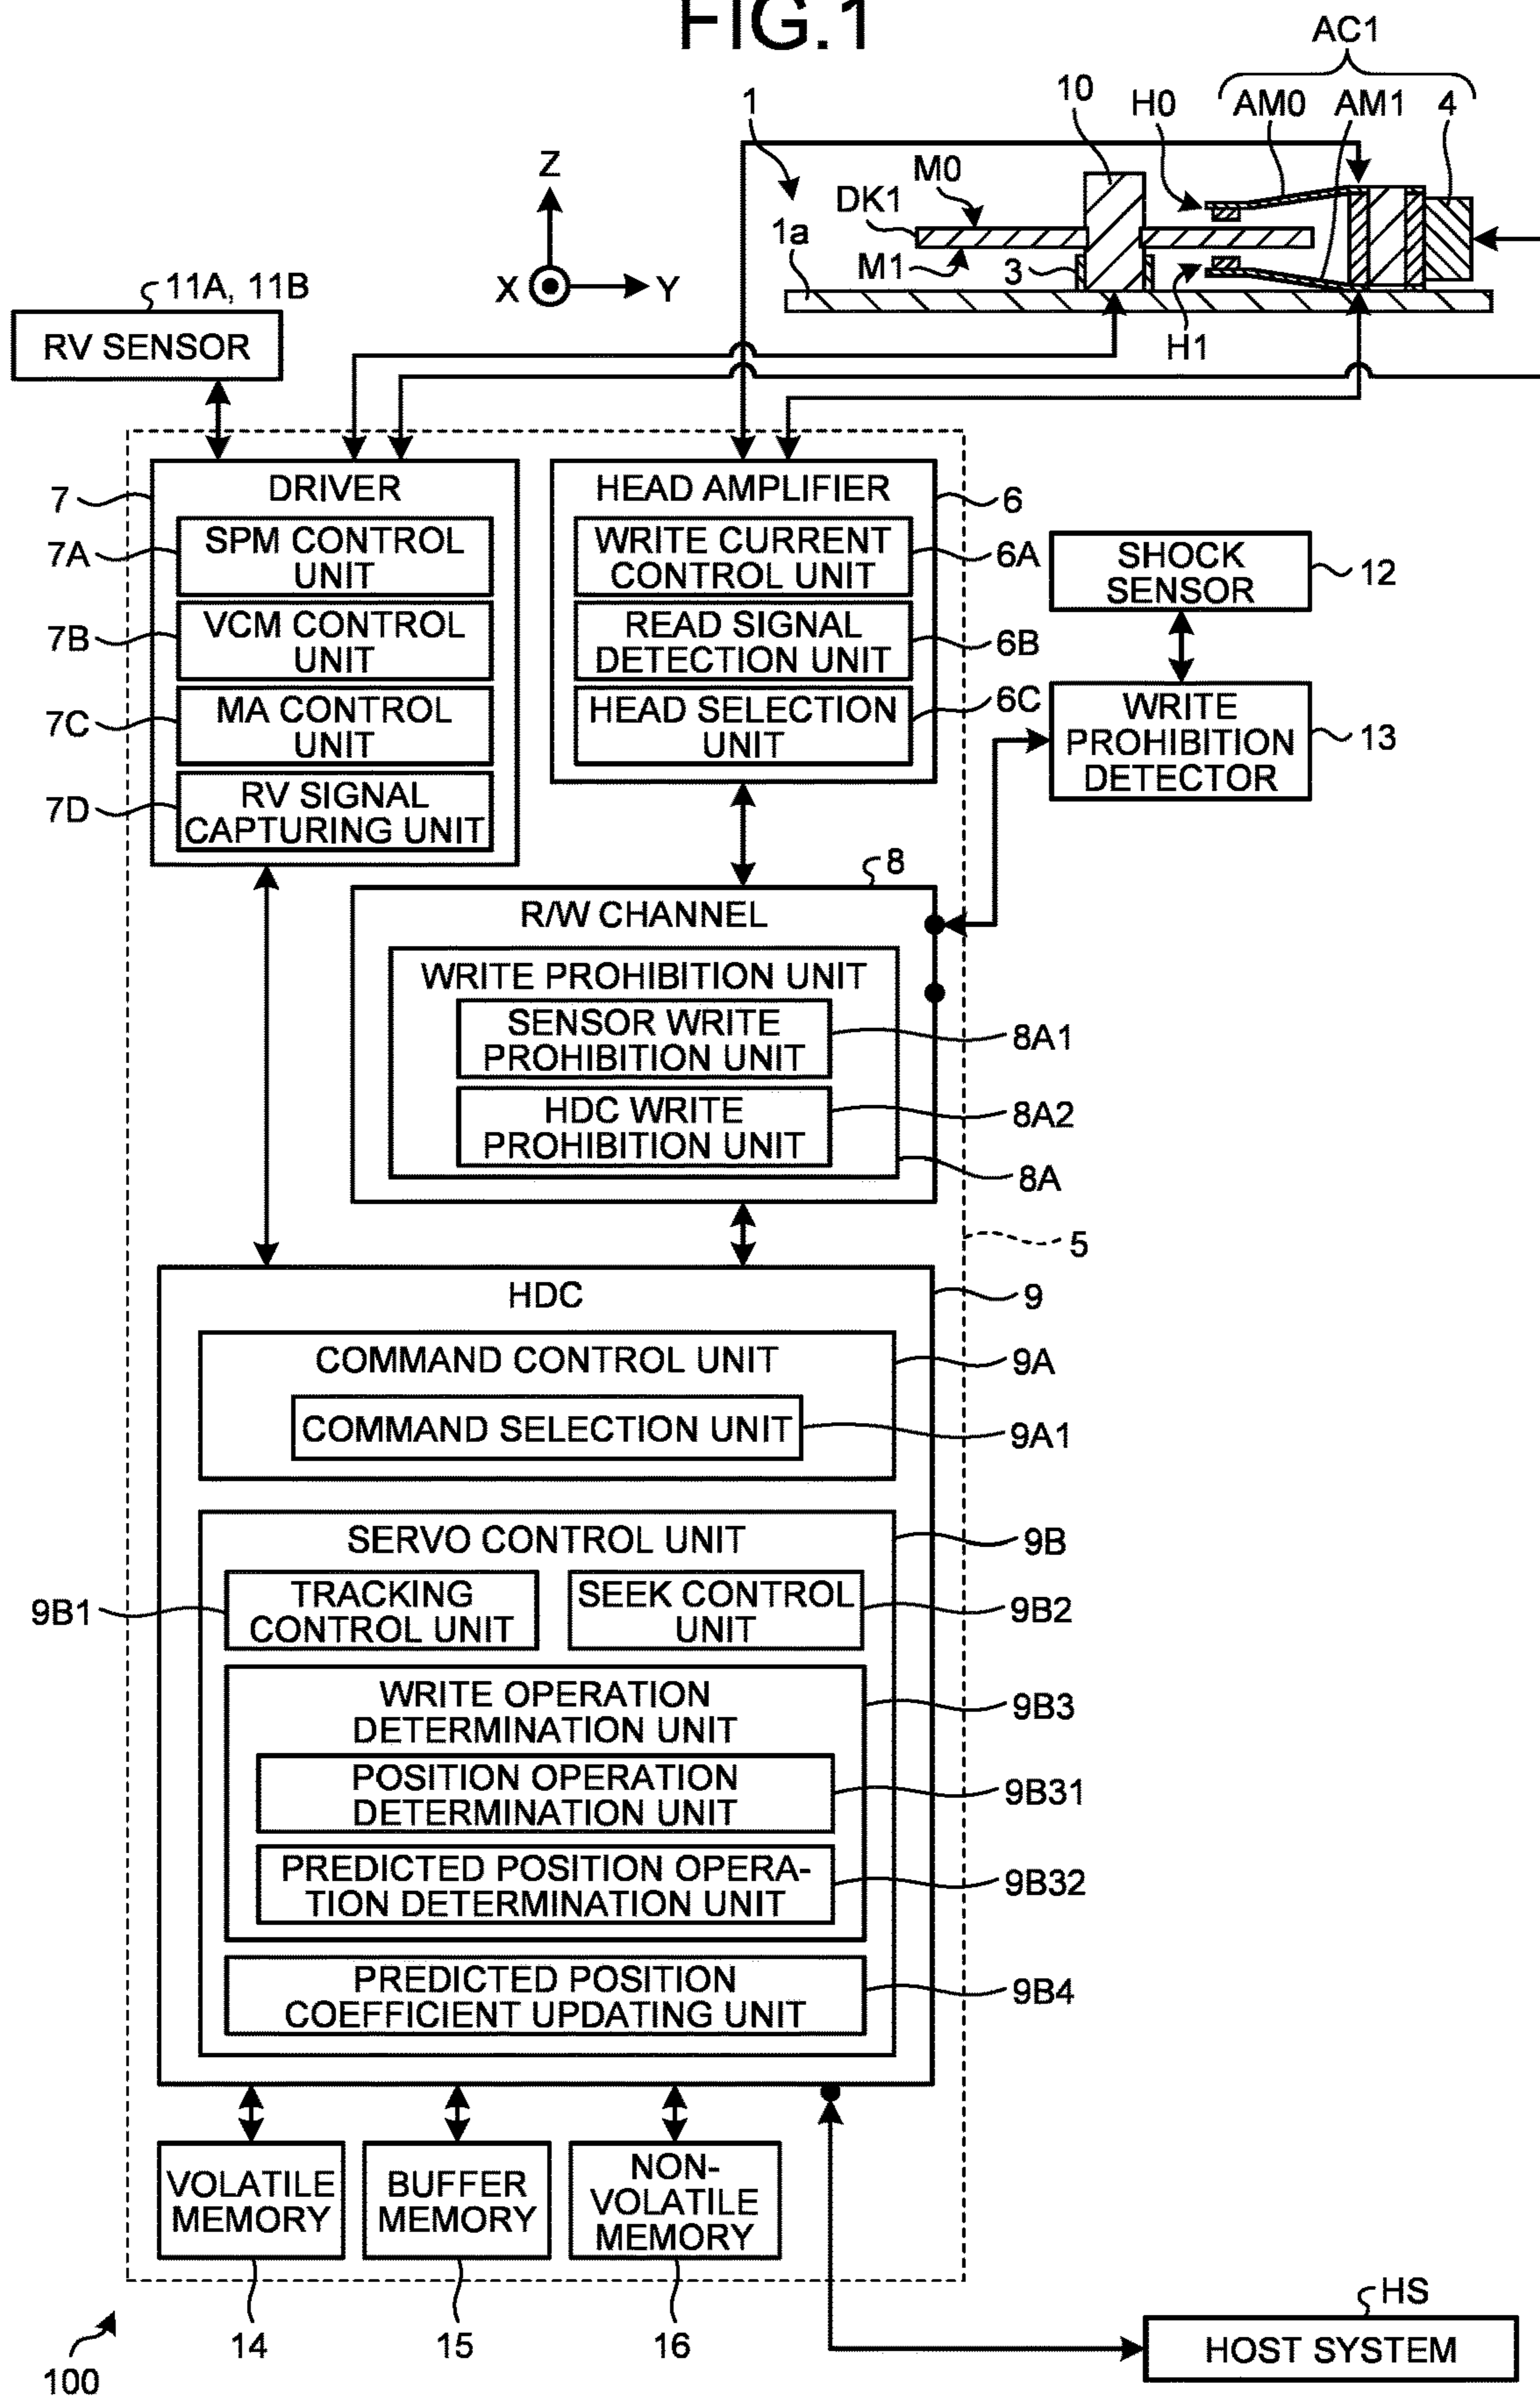 FIG.1
AC1
1
10
H0
AM0
AM1
4
Z
M0
DK1
1a
M1
3
X
Y
H1
11A, 11B
RV SENSOR
7
DRIVER
7A
SPM CONTROL
UNIT
7B
VCM CONTROL
UNIT
7C
MA CONTROL
UNIT
7D
RV SIGNAL
CAPTURING UNIT
HEAD AMPLIFIER
6
WRITE CURRENT
CONTROL UNIT
6A
READ SIGNAL
DETECTION UNIT
6B
HEAD SELECTION
UNIT
6C
SHOCK
SENSOR
12
WRITE
PROHIBITION
DETECTOR
13
8
R/W CHANNEL
WRITE PROHIBITION UNIT
SENSOR WRITE
PROHIBITION UNIT
8A1
HDC WRITE
PROHIBITION UNIT
8A2
8A
5
HDC
9
COMMAND CONTROL UNIT
9A
COMMAND SELECTION UNIT
9A1
SERVO CONTROL UNIT
9B
9B1
TRACKING
CONTROL UNIT
SEEK CONTROL
UNIT
9B2
WRITE OPERATION
DETERMINATION UNIT
9B3
POSITION OPERATION
DETERMINATION UNIT
9B31
PREDICTED POSITION OPERA-
TION DETERMINATION UNIT
9B32
PREDICTED POSITION
COEFFICIENT UPDATING UNIT
9B4
VOLATILE
MEMORY
BUFFER
MEMORY
NON-
VOLATILE
MEMORY
14
15
16
100
HS
HOST SYSTEM